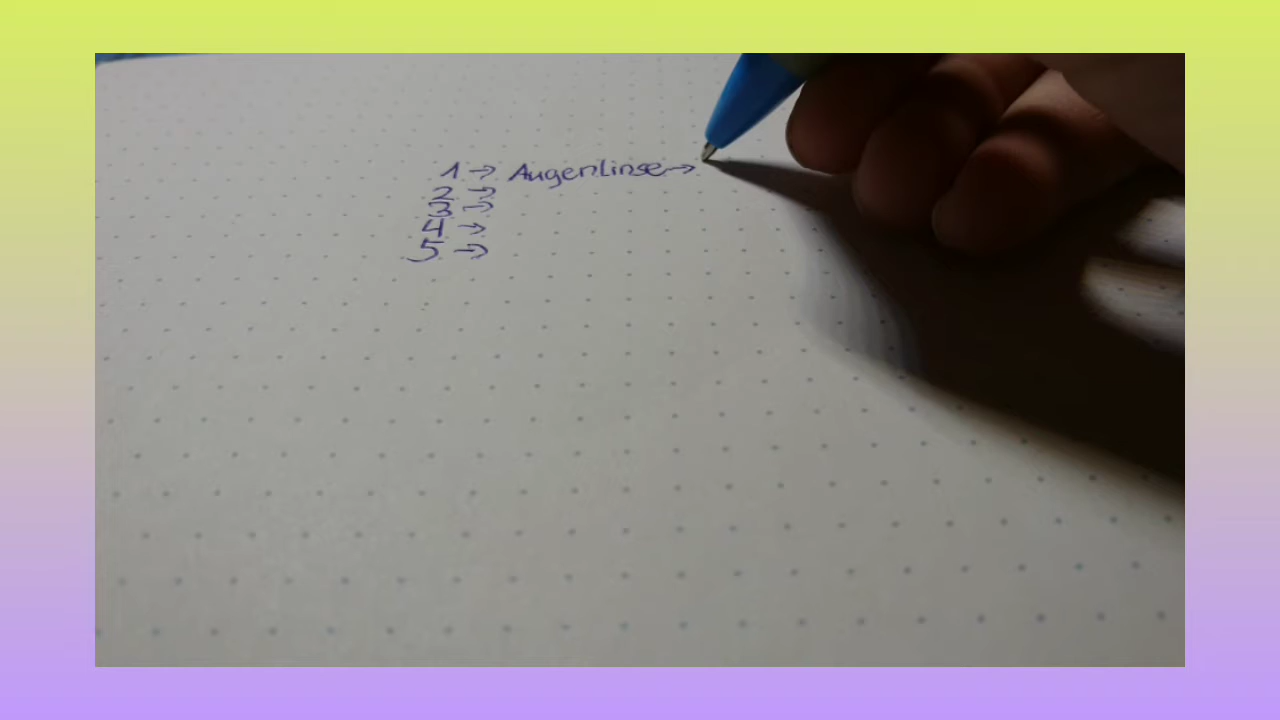 1 → Augenlinse →
2 →
3 →
4 →
5 →